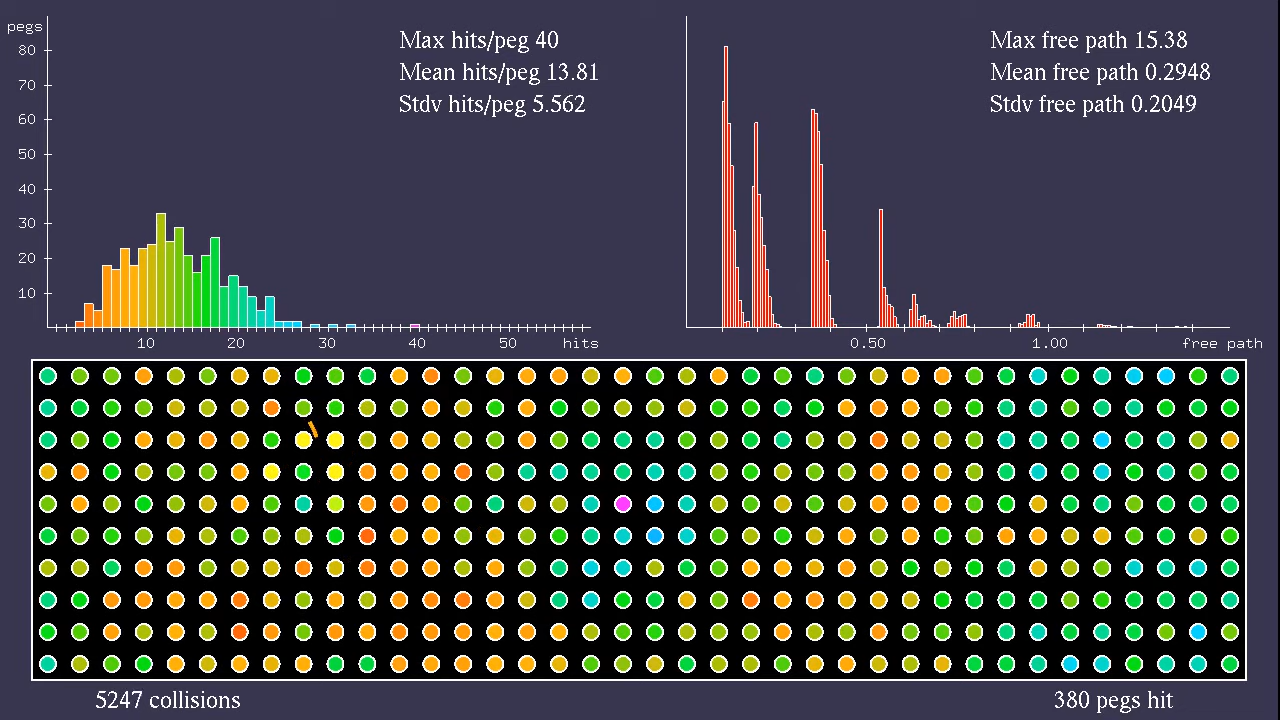 pegs
80
70
60
50
40
30
20
10
10 20 30 40 50 hits
Max hits/peg 40
Mean hits/peg 13.81
Stdv hits/peg 5.562
Max free path 15.38
Mean free path 0.2948
Stdv free path 0.2049
0.50 1.00 free path
5247 collisions
380 pegs hit